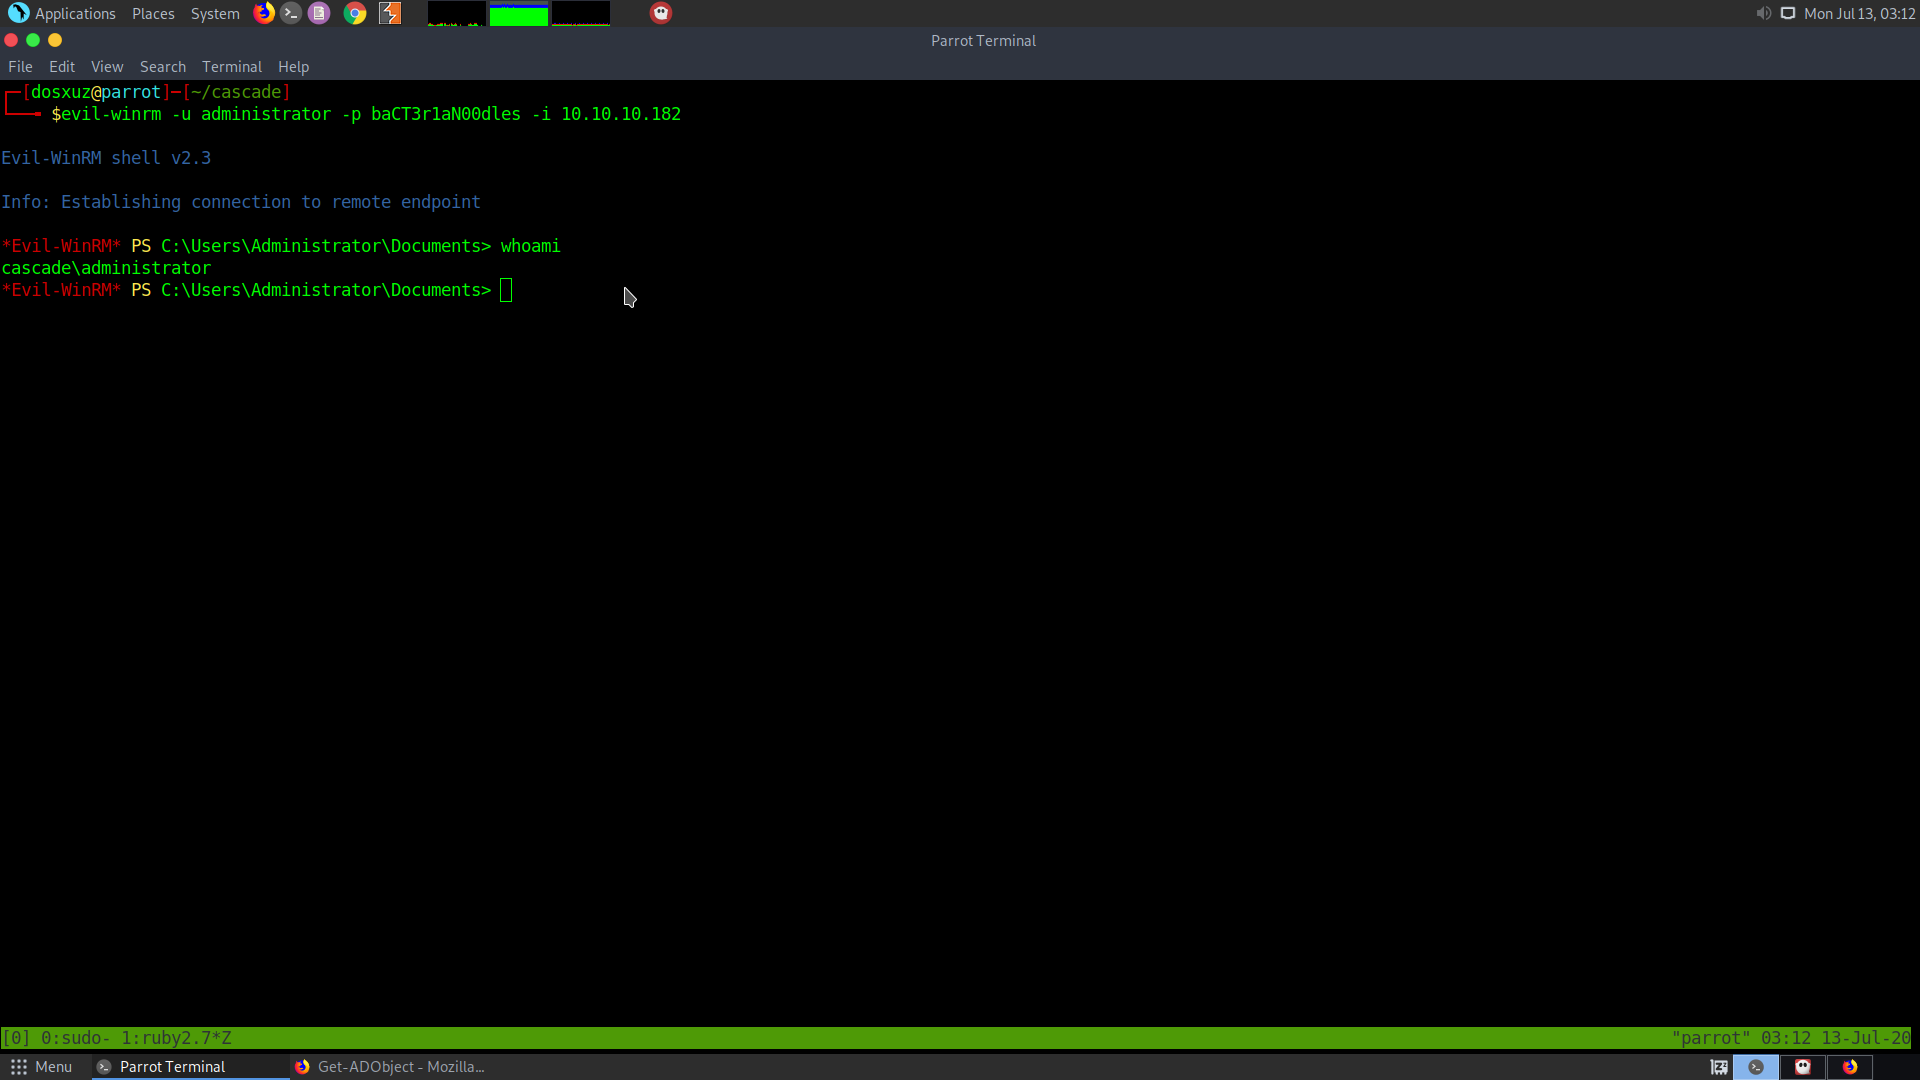 Applications Places System Mon Jul 13, 03:12
Parrot Terminal
File Edit View Search Terminal Help
┌─[dosxuz@parrot]─[~/cascade]
└──╼ $evil-winrm -u administrator -p baCT3r1aN00dles -i 10.10.10.182
Evil-WinRM shell v2.3
Info: Establishing connection to remote endpoint
*Evil-WinRM* PS C:\Users\Administrator\Documents> whoami
cascade\administrator
*Evil-WinRM* PS C:\Users\Administrator\Documents>
[0] 0:sudo- 1:ruby2.7*Z "parrot" 03:12 13-Jul-20
Menu Parrot Terminal Get-ADObject - Mozilla...